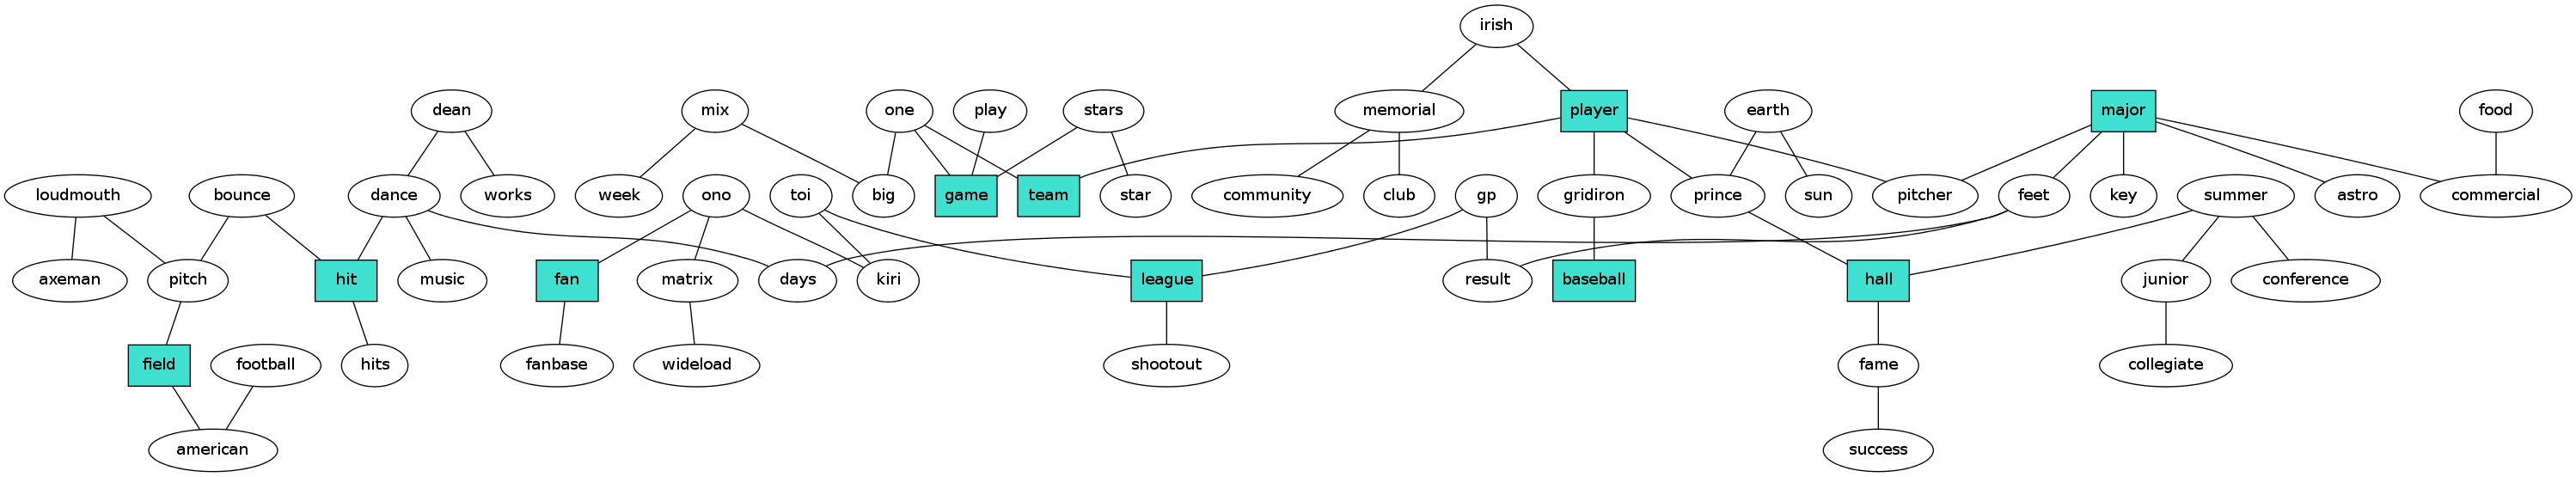 irish
dean
mix
one
play
stars
memorial
player
earth
major
food
loudmouth
bounce
dance
works
week
ono
toi
big
game
team
star
community
club
gp
gridiron
prince
sun
pitcher
feet
key
summer
astro
commercial
axeman
pitch
hit
music
fan
matrix
days
kiri
league
result
baseball
hall
junior
conference
field
football
hits
fanbase
wideload
shootout
fame
collegiate
american
success